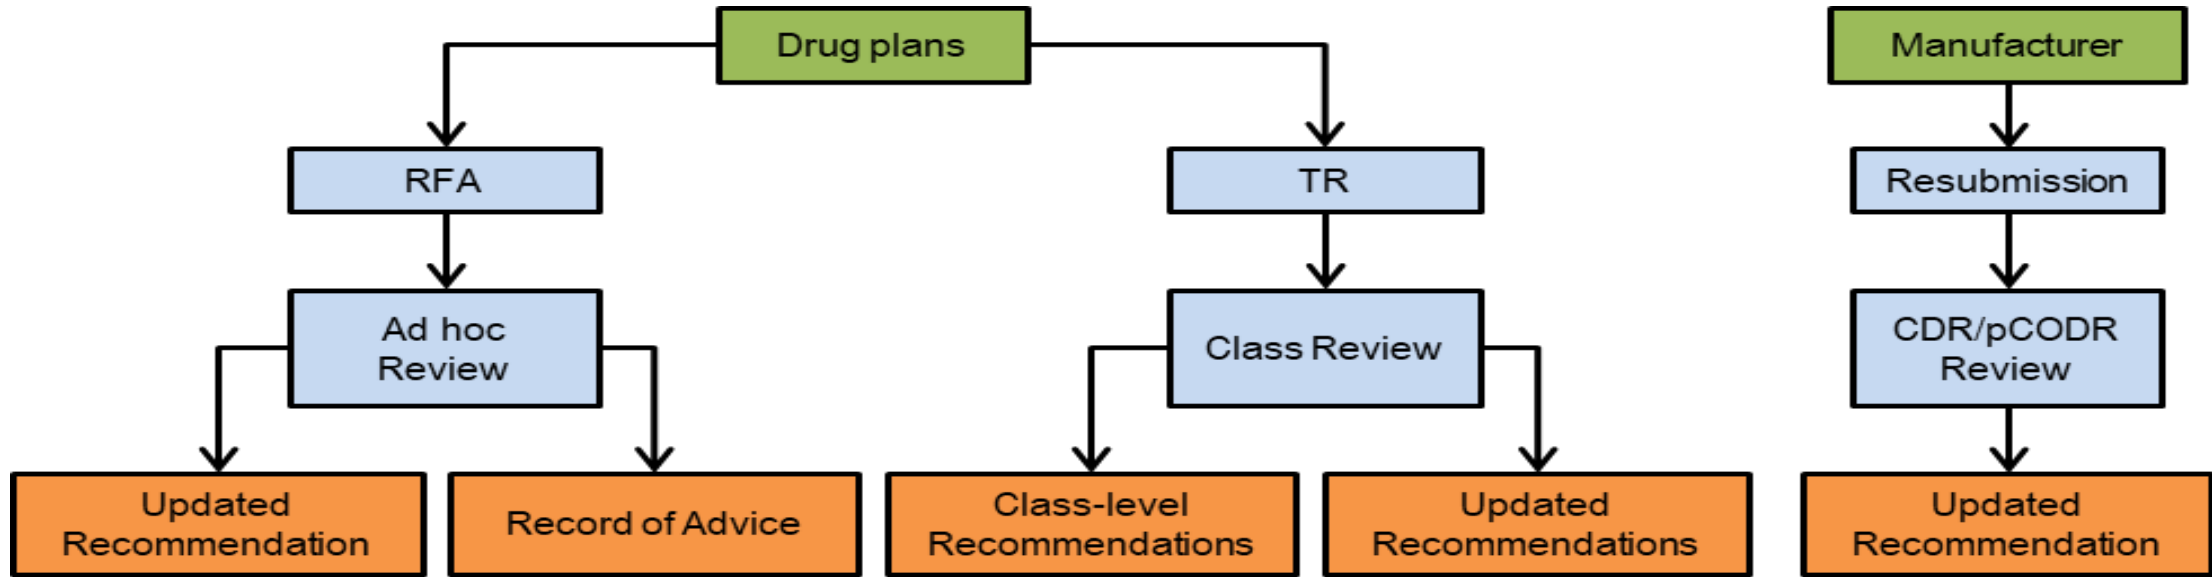 Drug plans
Manufacturer
RFA
TR
Resubmission
Ad hoc
Review
Class Review
CDR/pCODR
Review
Updated
Recommendation
Record of Advice
Class-level
Recommendations
Updated
Recommendations
Updated
Recommendation